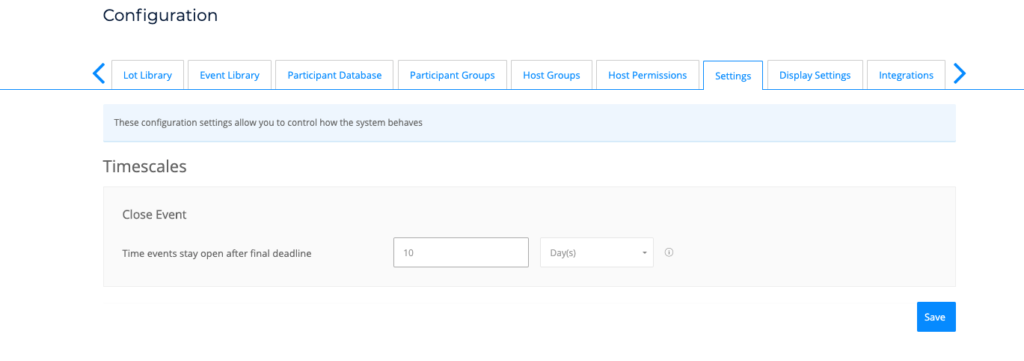 Configuration
Lot Library Event Library Participant Database Participant Groups Host Groups Host Permissions Settings Display Settings Integrations
These configuration settings allow you to control how the system behaves
Timescales
Close Event
Time events stay open after final deadline 10 Day(s)
Save